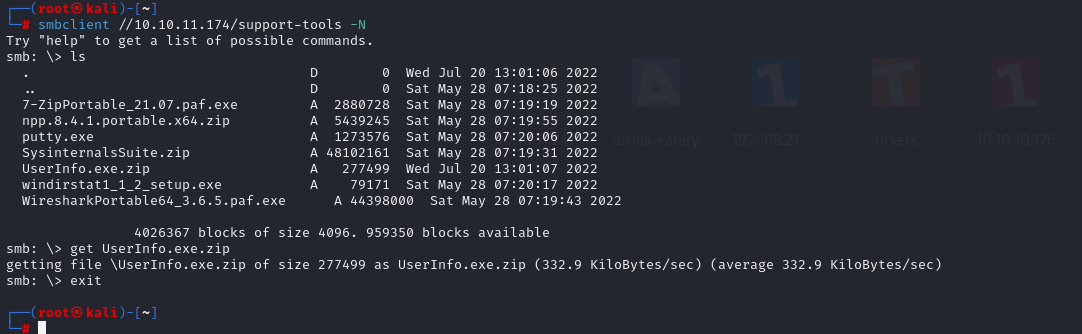 ┌──(root㉿kali)-[~]
└─# smbclient //10.10.11.174/support-tools -N
Try "help" to get a list of possible commands.
smb: \> ls
  .                                   D        0  Wed Jul 20 13:01:06 2022
  ..                                  D        0  Sat May 28 07:18:25 2022
  7-ZipPortable_21.07.paf.exe         A  2880728  Sat May 28 07:19:19 2022
  npp.8.4.1.portable.x64.zip          A  5439245  Sat May 28 07:19:55 2022
  putty.exe                           A  1273576  Sat May 28 07:20:06 2022
  SysinternalsSuite.zip               A 48102161  Sat May 28 07:19:31 2022
  UserInfo.exe.zip                    A   277499  Wed Jul 20 13:01:07 2022
  windirstat1_1_2_setup.exe           A    79171  Sat May 28 07:20:17 2022
  WiresharkPortable64_3.6.5.paf.exe      A 44398000  Sat May 28 07:19:43 2022
A 1 T 1
alvida-eatery 192.168.21... tickets 10.10.10.176
                4026367 blocks of size 4096. 959350 blocks available
smb: \> get UserInfo.exe.zip
getting file \UserInfo.exe.zip of size 277499 as UserInfo.exe.zip (332.9 KiloBytes/sec) (average 332.9 KiloBytes/sec)
smb: \> exit
┌──(root㉿kali)-[~]
└─#